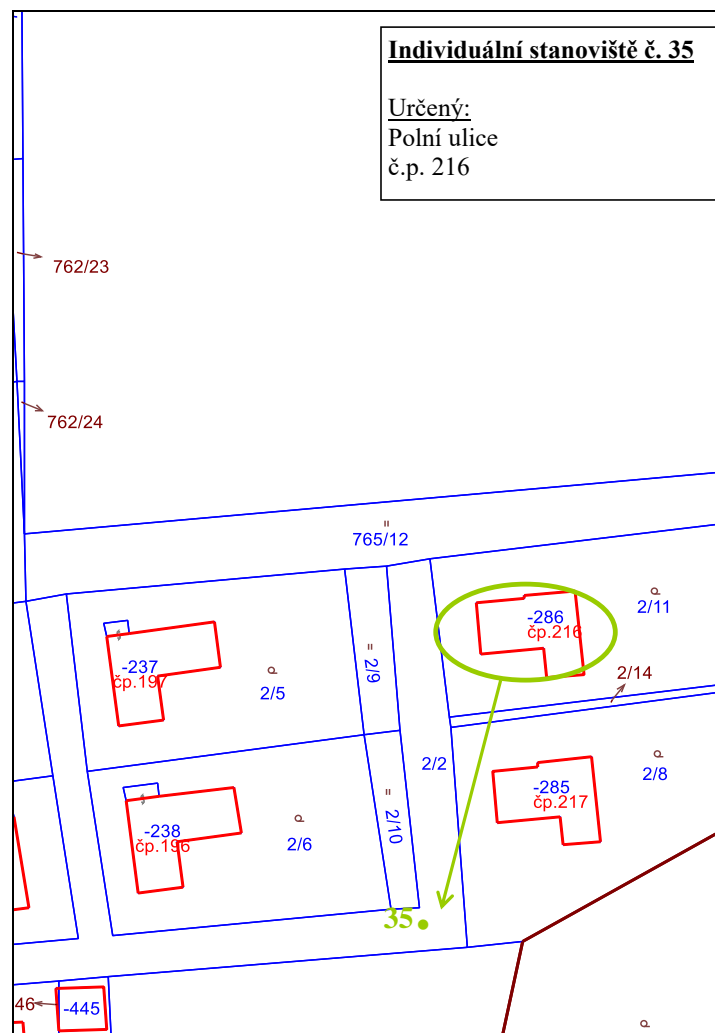 Individuální stanoviště č. 35
Určený:
Polní ulice
č.p. 216
762/23
762/24
765/12
-286
čp.216
2/11
2/14
-237
čp.197
2/5
2/9
2/2
-285
čp.217
2/8
-238
čp.196
2/6
2/10
35
46
-445